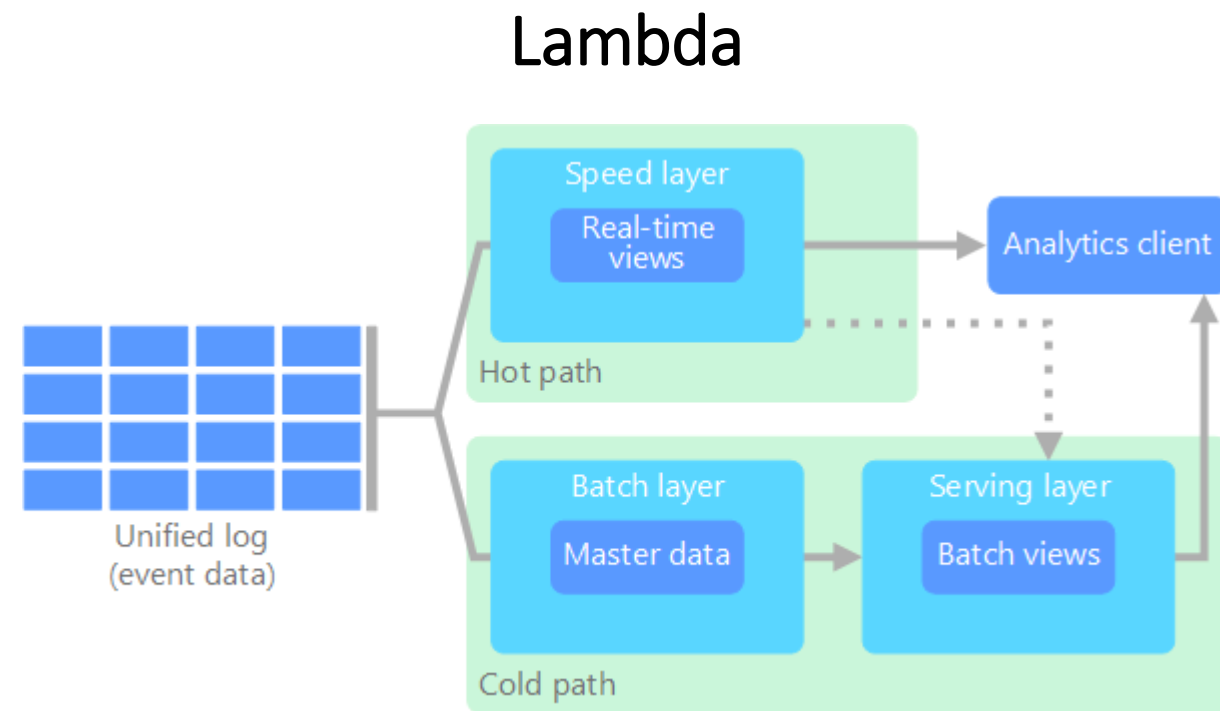 Lambda
Speed layer
Real-time
views
Analytics client
Hot path
Unified log
(event data)
Batch layer
Master data
Serving layer
Batch views
Cold path